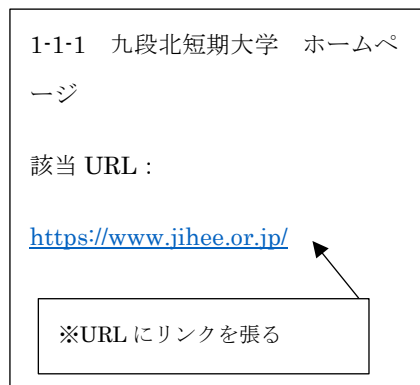 1-1-1　九段北短期大学　ホームペ
ージ
該当 URL：
https://www.jihee.or.jp/
※URL にリンクを張る